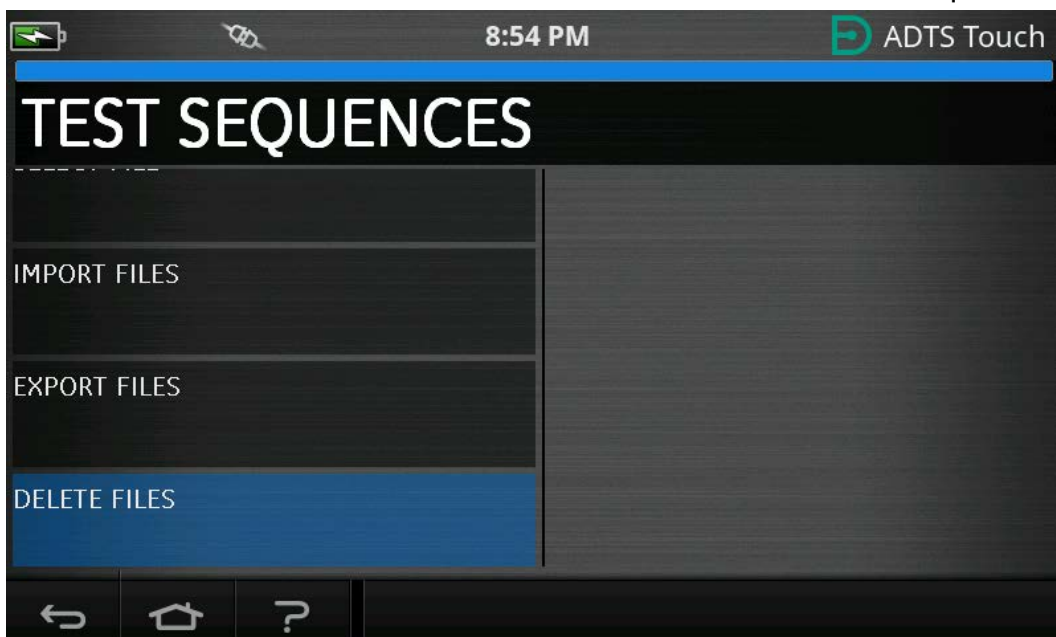 8:54 PM
ADTS Touch
TEST SEQUENCES
IMPORT FILES
EXPORT FILES
DELETE FILES